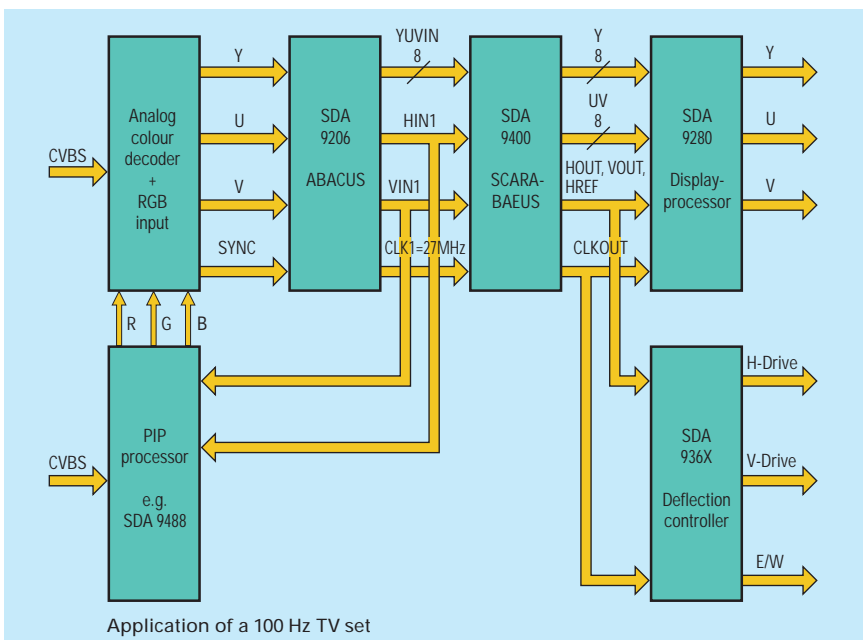 CVBS
Analog
colour
decoder
+
RGB
input
Y
U
V
SYNC
SDA
9206
ABACUS
YUVIN
8
HIN1
VIN1
CLK1=27MHz
SDA
9400
SCARA-
BAEUS
Y
8
UV
8
HOUT, VOUT,
HREF
CLKOUT
SDA
9280
Display-
processor
Y
U
V
R
G
B
CVBS
PIP
processor
e.g.
SDA 9488
SDA
936X
Deflection
controller
H-Drive
V-Drive
E/W
Application of a 100 Hz TV set